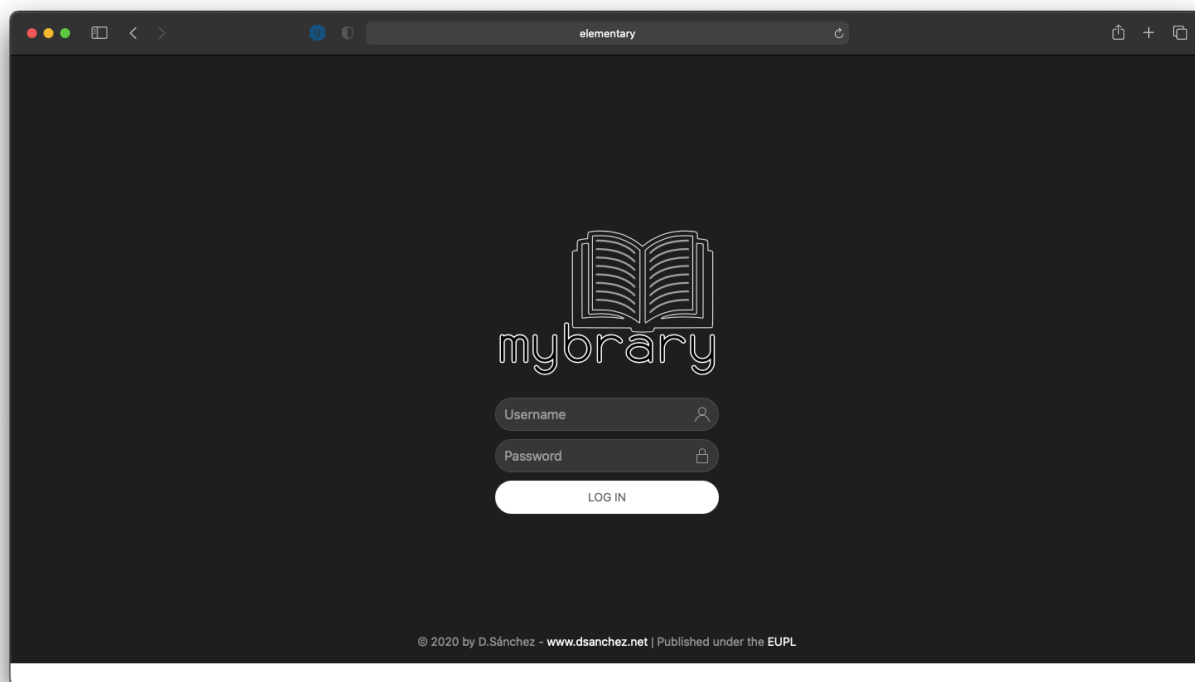 elementary
mybrary
Username
Password
LOG IN
© 2020 by D.Sánchez - www.dsanchez.net | Published under the EUPL